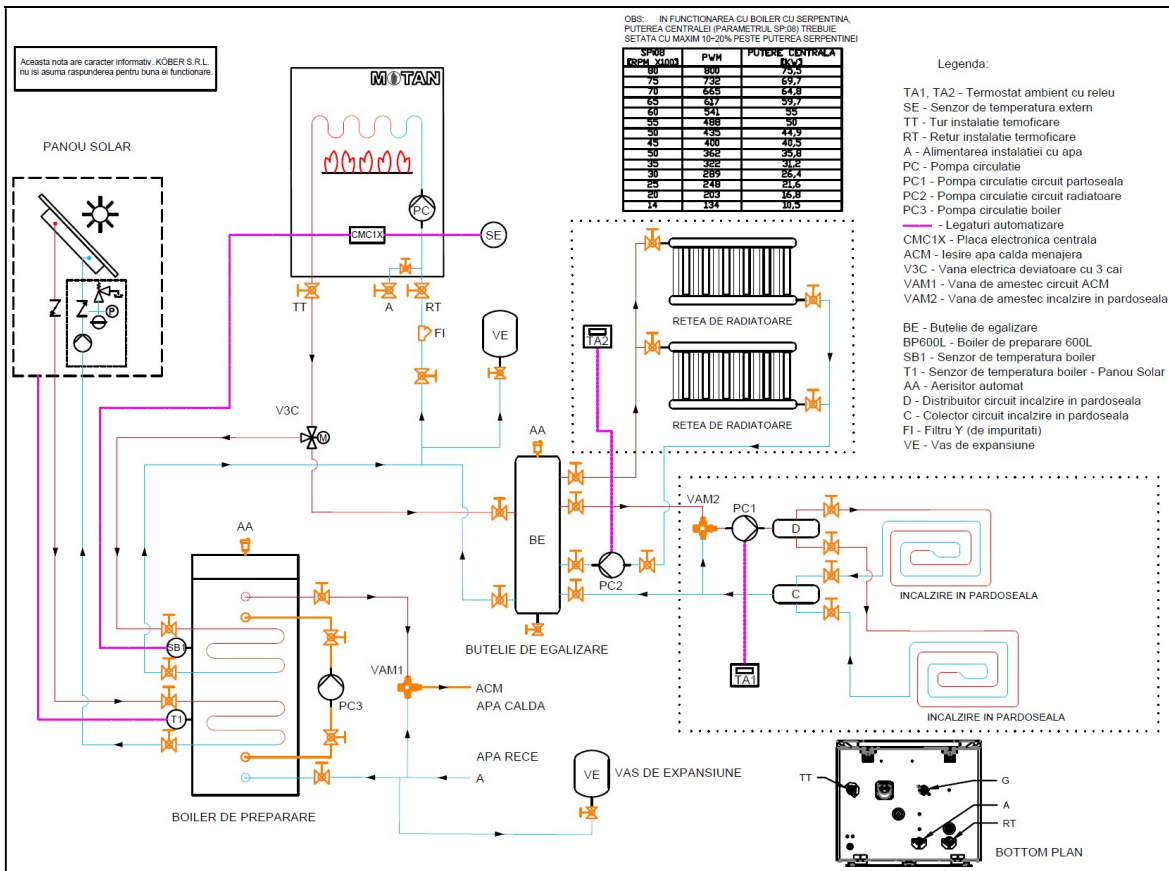 Aceasta nota are caracter informativ. KÖBER S.R.L.
nu isi asuma raspunderea pentru buna ei functionare.
OBS: IN FUNCTIONAREA CU BOILER CU SERPENTINA,
PUTEREA CENTRALEI (PARAMETRUL SP:08) TREBUIE
SETATA CU MAXIM 10÷20% PESTE PUTEREA SERPENTINEI
SP:08 [RPM X100] PWM PUTERE CENTRALA [KW]
80 800 75,5
75 732 69,7
70 665 64,8
65 617 59,7
60 541 55
55 488 50
50 435 44,9
45 400 40,5
50 362 35,8
35 322 31,2
30 289 26,4
25 248 21,6
20 203 16,8
14 134 10,5
Legenda:
TA1, TA2 - Termostat ambient cu releu
SE - Senzor de temperatura extern
TT - Tur instalatie temoficare
RT - Retur instalatie termoficare
A - Alimentarea instalatiei cu apa
PC - Pompa circulatie
PC1 - Pompa circulatie circuit partoseala
PC2 - Pompa circulatie circuit radiatoare
PC3 - Pompa circulatie boiler
- Legaturi automatizare
CMC1X - Placa electronica centrala
ACM - Iesire apa calda menajera
V3C - Vana electrica deviatoare cu 3 cai
VAM1 - Vana de amestec circuit ACM
VAM2 - Vana de amestec incalzire in pardoseala
BE - Butelie de egalizare
BP600L - Boiler de preparare 600L
SB1 - Senzor de temperatura boiler
T1 - Senzor de temperatura boiler - Panou Solar
AA - Aerisitor automat
D - Distribuitor circuit incalzire in pardoseala
C - Colector circuit incalzire in pardoseala
FI - Filtru Y (de impuritati)
VE - Vas de expansiune
MOTAN
PANOU SOLAR
P
PC
CMC1X
SE
TT
A
RT
FI
VE
V3C
M
TA2
RETEA DE RADIATOARE
RETEA DE RADIATOARE
AA
BE
PC2
BUTELIE DE EGALIZARE
VAM2
PC1
D
C
TA1
INCALZIRE IN PARDOSEALA
INCALZIRE IN PARDOSEALA
AA
SB1
T1
PC3
VAM1
ACM
APA CALDA
APA RECE
A
BOILER DE PREPARARE
VE
VAS DE EXPANSIUNE
TT
G
A
RT
BOTTOM PLAN